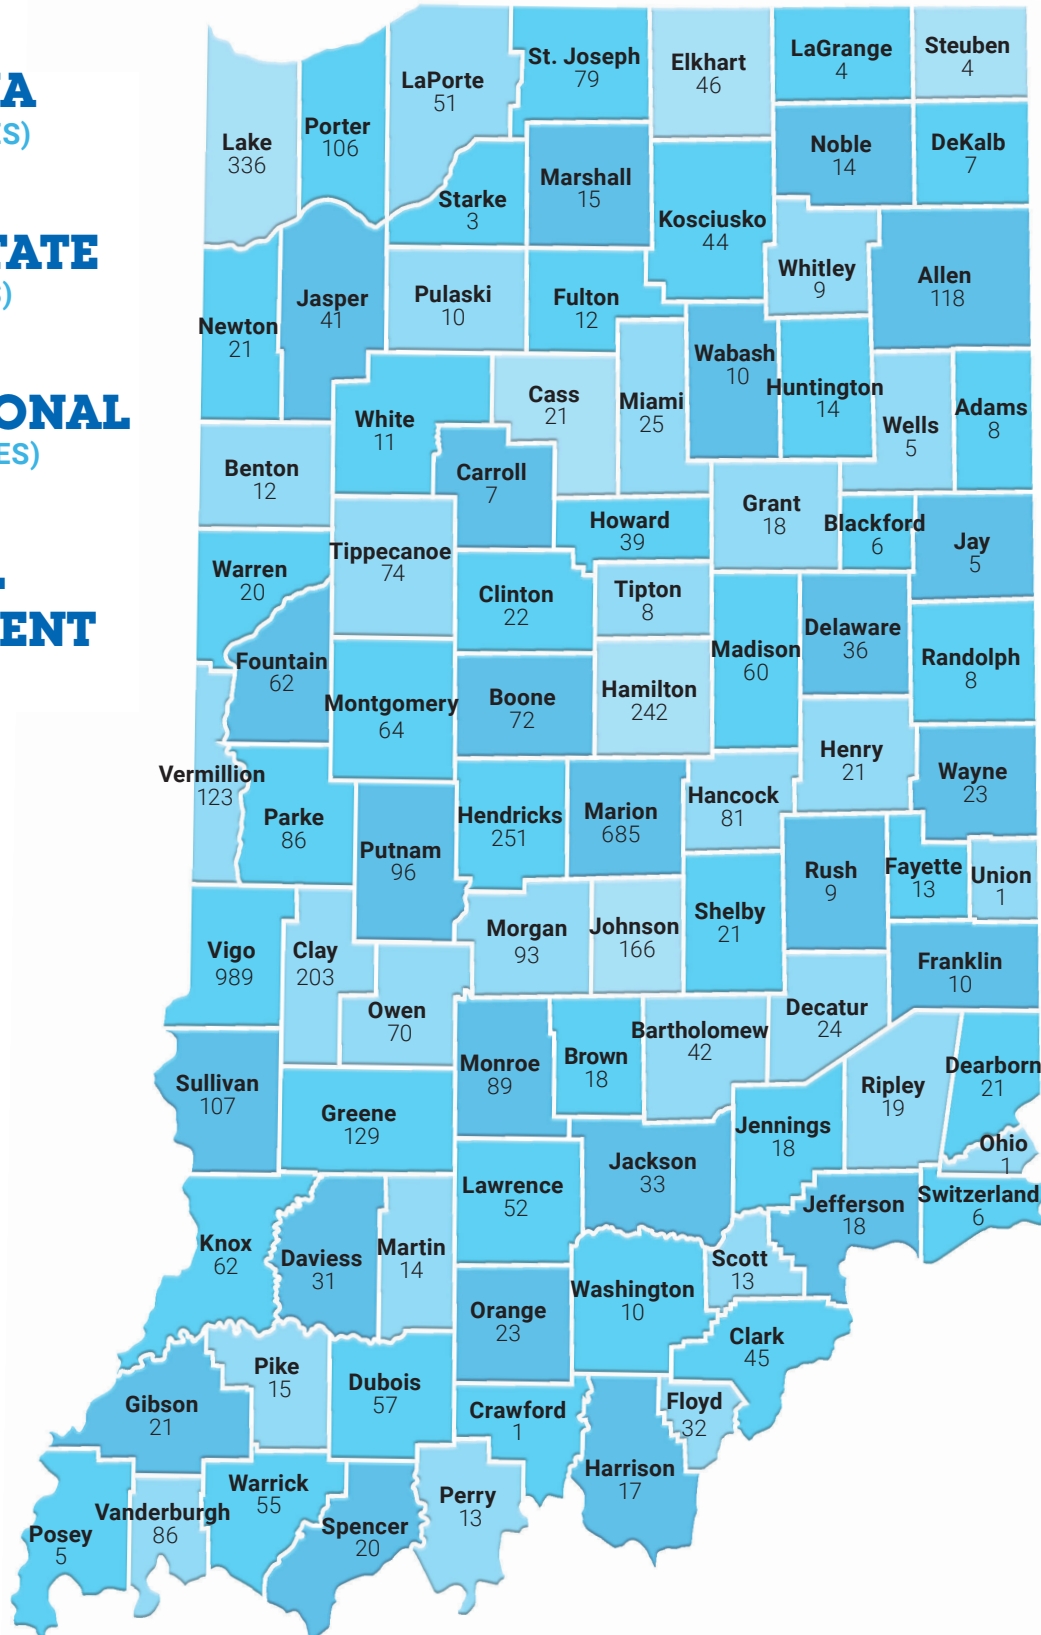 IA
ES)
TATE
S)
ONAL
ES)
ENT
Lake
336
Porter
106
LaPorte
51
St. Joseph
79
Elkhart
46
LaGrange
4
Steuben
4
Starke
3
Marshall
15
Kosciusko
44
Noble
14
DeKalb
7
Newton
21
Jasper
41
Pulaski
10
Fulton
12
Whitley
9
Allen
118
White
11
Cass
21
Miami
25
Wabash
10
Huntington
14
Wells
5
Adams
8
Benton
12
Carroll
7
Howard
39
Grant
18
Blackford
6
Jay
5
Warren
20
Tippecanoe
74
Clinton
22
Tipton
8
Madison
60
Delaware
36
Randolph
8
Fountain
62
Montgomery
64
Boone
72
Hamilton
242
Henry
21
Wayne
23
Vermillion
123
Parke
86
Putnam
96
Hendricks
251
Marion
685
Hancock
81
Rush
9
Fayette
13
Union
1
Vigo
989
Clay
203
Owen
70
Morgan
93
Johnson
166
Shelby
21
Decatur
24
Franklin
10
Sullivan
107
Greene
129
Monroe
89
Brown
18
Bartholomew
42
Jennings
18
Ripley
19
Dearborn
21
Ohio
1
Knox
62
Daviess
31
Martin
14
Lawrence
52
Jackson
33
Scott
13
Jefferson
18
Switzerland
6
Orange
23
Washington
10
Clark
45
Gibson
21
Pike
15
Dubois
57
Crawford
1
Harrison
17
Floyd
32
Posey
5
Vanderburgh
86
Warrick
55
Spencer
20
Perry
13